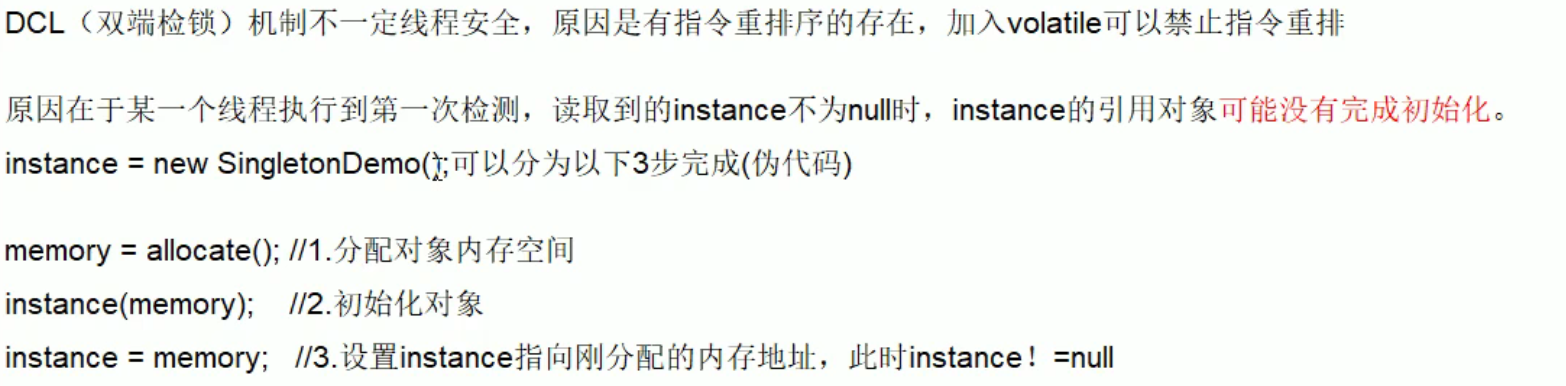 DCL（双端检锁）机制不一定线程安全，原因是有指令重排序的存在，加入volatile可以禁止指令重排
原因在于某一个线程执行到第一次检测，读取到的instance不为null时，instance的引用对象可能没有完成初始化。
instance = new SingletonDemo();可以分为以下3步完成(伪代码)
memory = allocate(); //1.分配对象内存空间
instance(memory); //2.初始化对象
instance = memory; //3.设置instance指向刚分配的内存地址，此时instance！=null